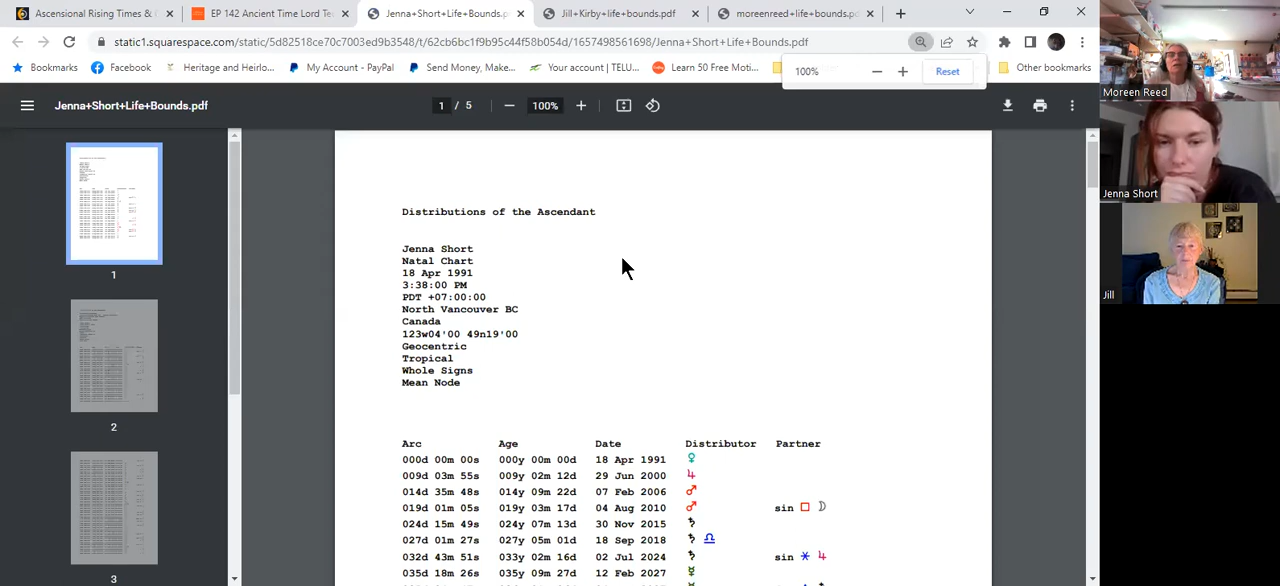 Ascensional Rising Times &
EP 142 Ancient Time Lord Te
Jenna+Short+Life+Bounds.p
Jill+Kirby+life+bounds.pdf
moreenreed+life+bounds.pd
static1.squarespace.com/static/5d82518ce70c7003ed9b3548/t/62cb6bc1f9b95c44f58b054d/1657498561698/Jenna+Short+Life+Bounds.pdf
Bookmarks
Facebook
Heritage and Heirlo...
My Account - PayPal
Send Money, Make...
Your account | TELU...
Learn 50 Free Moti...
Other bookmarks
100%
Reset
Jenna+Short+Life+Bounds.pdf
1 / 5
100%
1
2
3
Distributions of the Ascendant
Jenna Short
Natal Chart
18 Apr 1991
3:38:00 PM
PDT +07:00:00
North Vancouver BC
Canada
123w04'00 49n19'00
Geocentric
Tropical
Whole Signs
Mean Node
Arc Age Date Distributor Partner
000d 00m 00s 000y 00m 00d 18 Apr 1991 ♀
009d 03m 55s 009y 02m 12d 29 Jun 2000 ♃
014d 35m 48s 014y 09m 22d 07 Feb 2006 ♂
019d 12m 05s 019y 03m 17d 04 Aug 2010 ♂ sin □ ☽
30 Nov 2015 ♄
027d 01m 27s 027y 05m 01d 18 Sep 2018 ♄ ♎
032d 43m 51s 033y 02m 16d 02 Jul 2024 ♄ sin ⚹ ♃
035d 18m 26s 035y 09m 27d 12 Feb 2027 ☿
Moreen Reed
Jenna Short
Jill